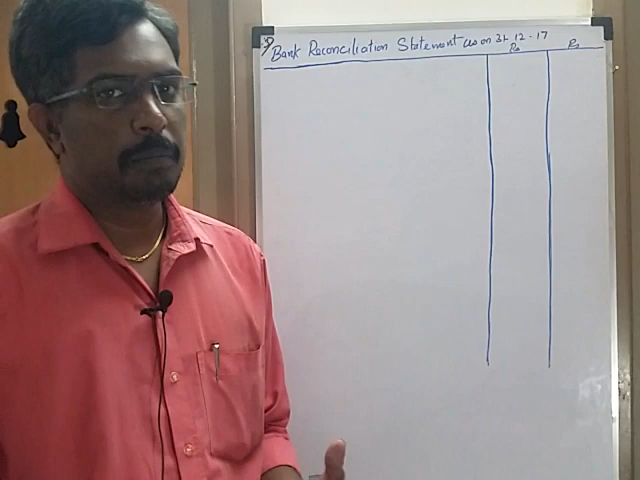 Bank Reconciliation Statement as on 31-12-17
Rs Rs